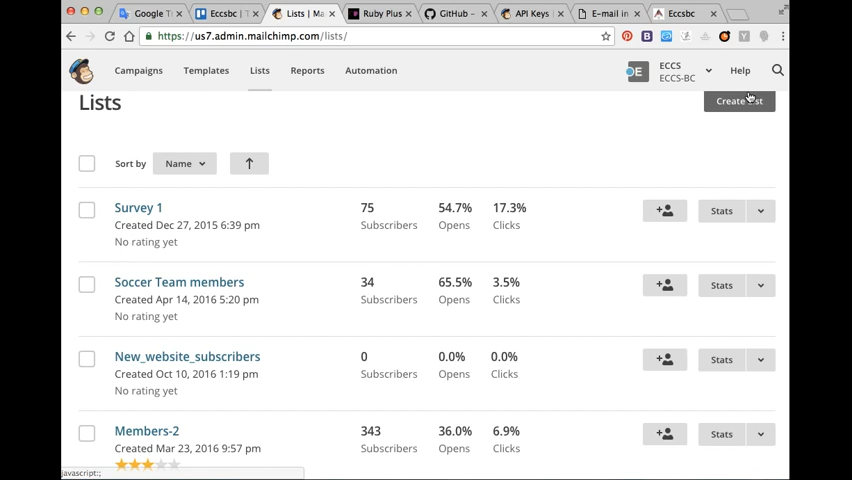 Google T
Eccsbc | T
Lists | Ma
Ruby Plus
GitHub –
API Keys
E-mail in
Eccsbc
https://us7.admin.mailchimp.com/lists/
Campaigns
Templates
Lists
Reports
Automation
E
ECCS
ECCS-BC
Help
Lists
Create List
Sort by
Name
Survey 1
Created Dec 27, 2015 6:39 pm
No rating yet
75
Subscribers
54.7%
Opens
17.3%
Clicks
Stats
Soccer Team members
Created Apr 14, 2016 5:20 pm
No rating yet
34
Subscribers
65.5%
Opens
3.5%
Clicks
Stats
New_website_subscribers
Created Oct 10, 2016 1:19 pm
No rating yet
0
Subscribers
0.0%
Opens
0.0%
Clicks
Stats
Members-2
Created Mar 23, 2016 9:57 pm
343
Subscribers
36.0%
Opens
6.9%
Clicks
Stats
javascript:;